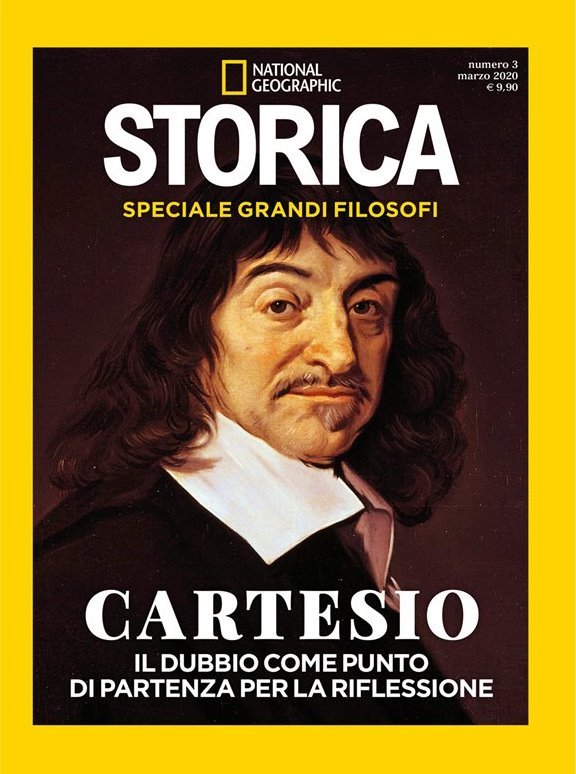 NATIONAL
GEOGRAPHIC
numero 3
marzo 2020
€ 9,90
STORICA
SPECIALE GRANDI FILOSOFI
CARTESIO
IL DUBBIO COME PUNTO
DI PARTENZA PER LA RIFLESSIONE